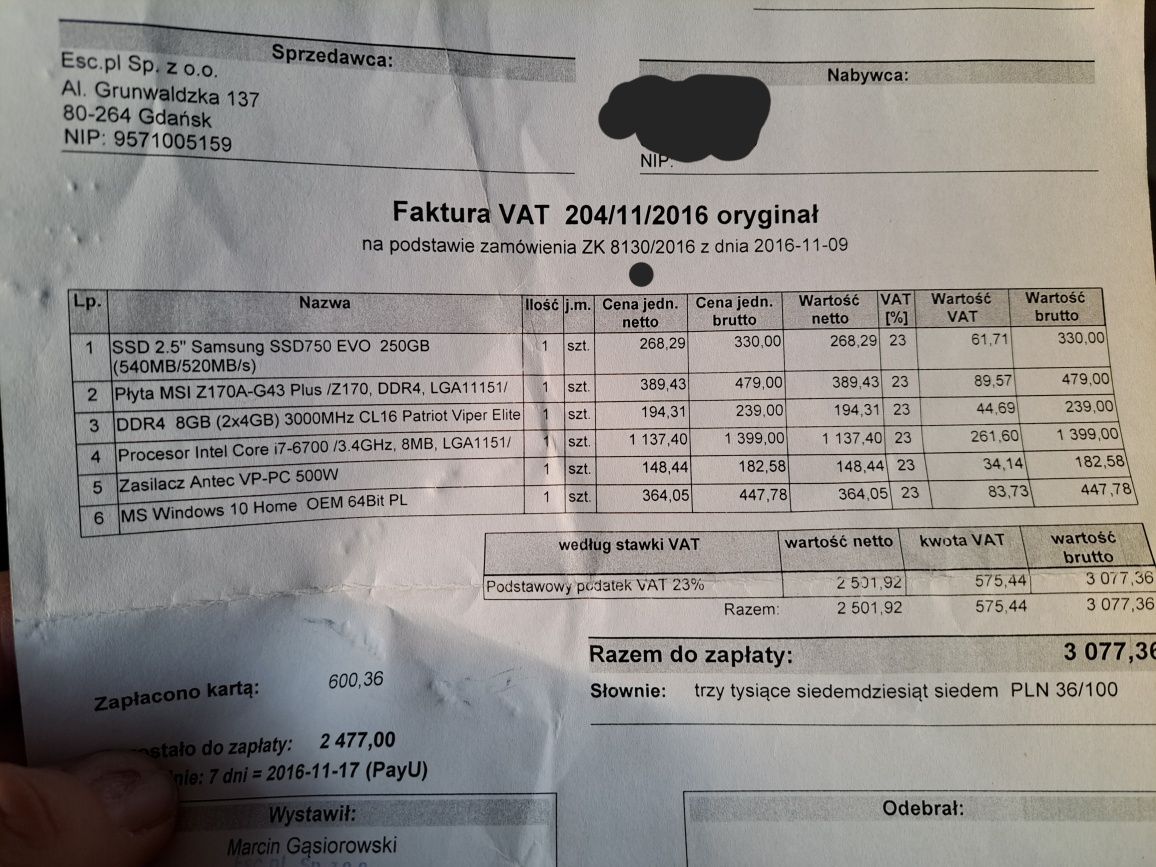 Sprzedawca:
Esc.pl Sp. z o.o.
Al. Grunwaldzka 137
80-264 Gdańsk
NIP: 9571005159
Nabywca:
NIP:
Faktura VAT 204/11/2016 oryginał
na podstawie zamówienia ZK 8130/2016 z dnia 2016-11-09
Lp. Nazwa Ilość j.m. Cena jedn. netto Cena jedn. brutto Wartość netto VAT [%] Wartość VAT Wartość brutto
1 SSD 2.5" Samsung SSD750 EVO 250GB 1 szt. 268,29 330,00 268,29 23 61,71 330,00
(540MB/520MB/s)
2 Płyta MSI Z170A-G43 Plus /Z170, DDR4, LGA11151/ 1 szt. 389,43 479,00 389,43 23 89,57 479,00
3 DDR4 8GB (2x4GB) 3000MHz CL16 Patriot Viper Elite 1 szt. 194,31 239,00 194,31 23 44,69 239,00
4 Procesor Intel Core i7-6700 /3.4GHz, 8MB, LGA1151/ 1 szt. 1 137,40 1 399,00 1 137,40 23 261,60 1 399,00
5 Zasilacz Antec VP-PC 500W 1 szt. 148,44 182,58 148,44 23 34,14 182,58
6 MS Windows 10 Home OEM 64Bit PL 1 szt. 364,05 447,78 364,05 23 83,73 447,78
według stawki VAT wartość netto kwota VAT wartość brutto
Podstawowy podatek VAT 23% 2 501,92 575,44 3 077,36
Razem: 2 501,92 575,44 3 077,36
Razem do zapłaty: 3 077,36
Słownie: trzy tysiące siedemdziesiąt siedem PLN 36/100
Zapłacono kartą: 600,36
do zapłaty: 2 477,00
7 dni = 2016-11-17 (PayU)
Wystawił:
Marcin Gąsiorowski
Esc.pl Sp. z o.o.
Odebrał: